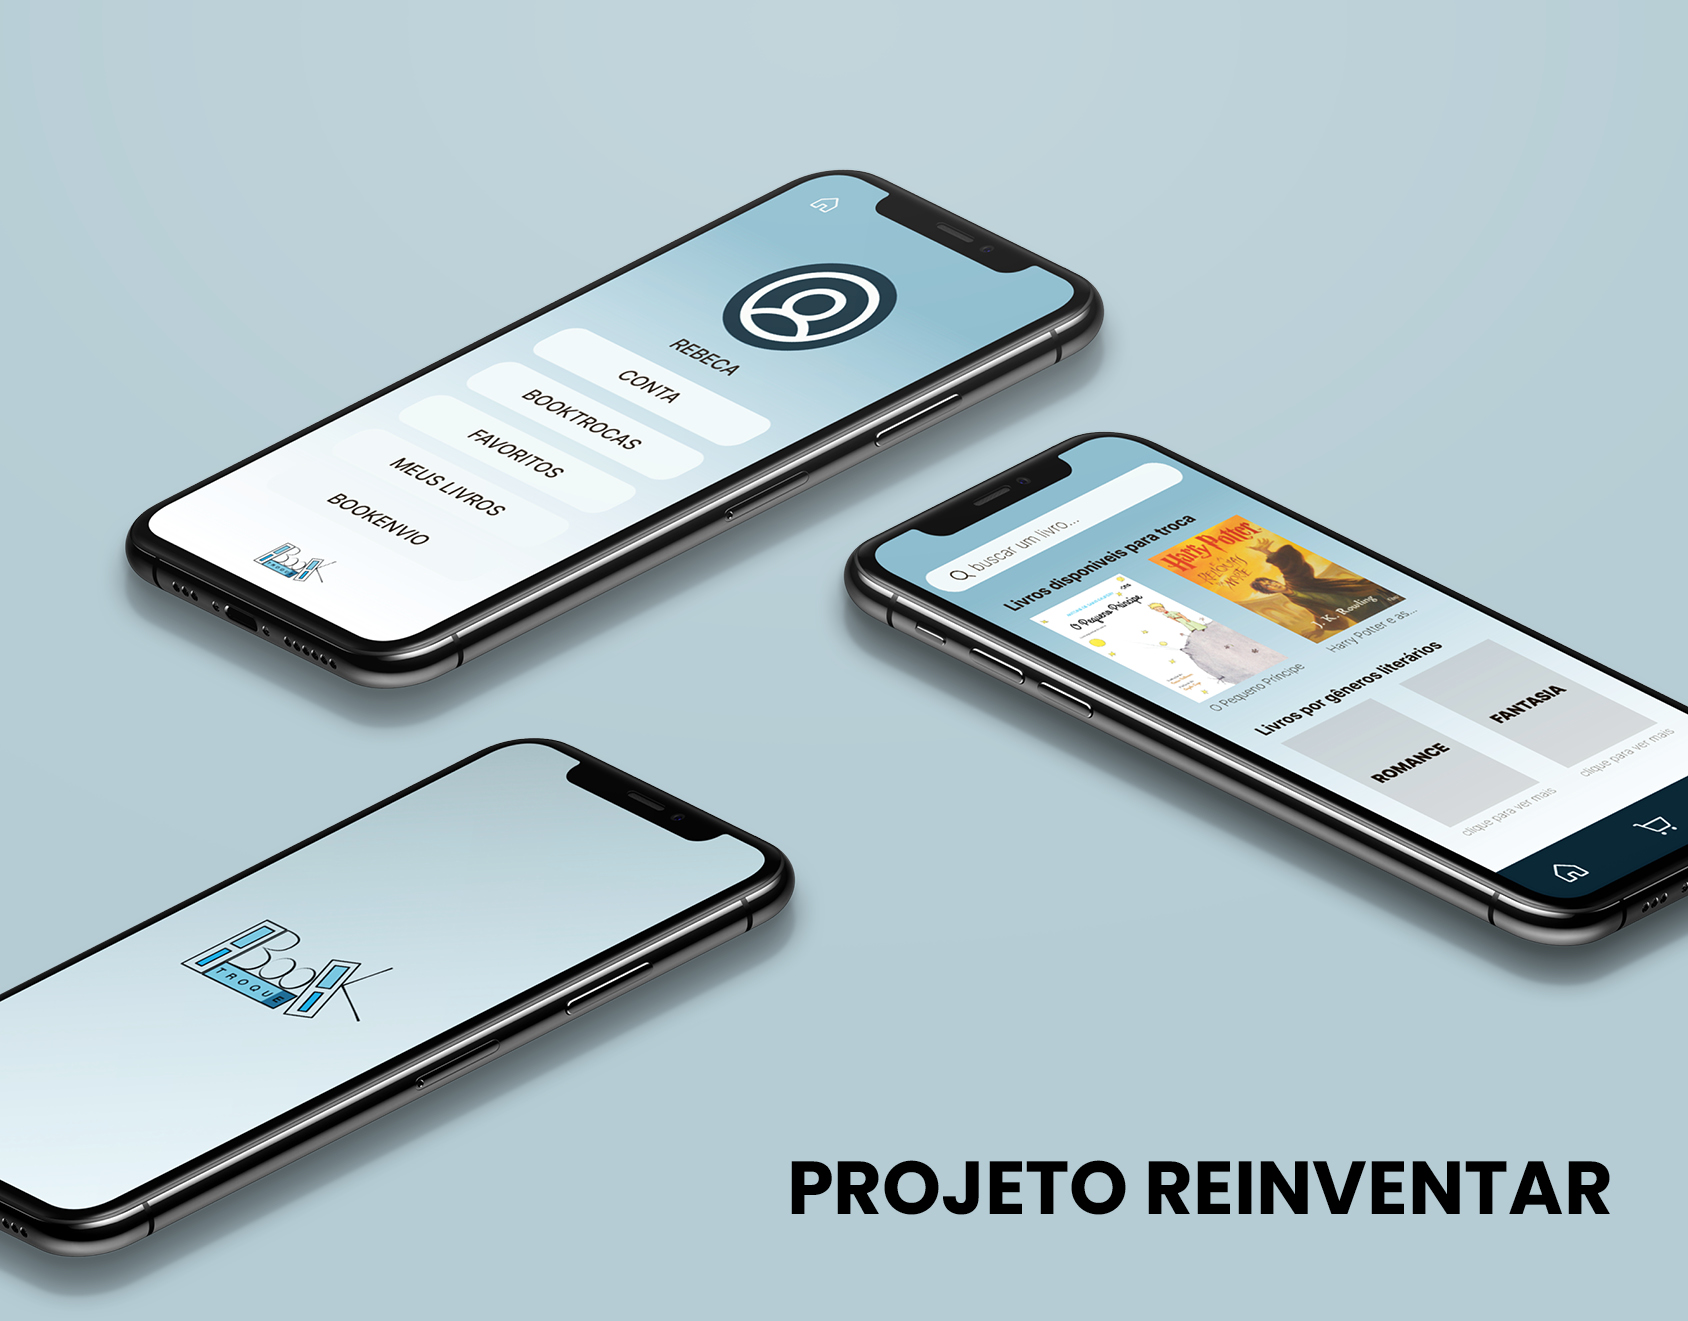 REBECA
CONTA
BOOKTROCAS
FAVORITOS
MEUS LIVROS
BOOKENVIO
Book
TROQUE
buscar um livro...
Livros disponiveis para troca
O Pequeno Príncipe
Harry Potter
J. K. Rowling
O Pequeno Príncipe
Harry Potter e as...
Livros por gêneros literários
ROMANCE
FANTASIA
clique para ver mais
clique para ver mais
Book
TROQUE
PROJETO REINVENTAR